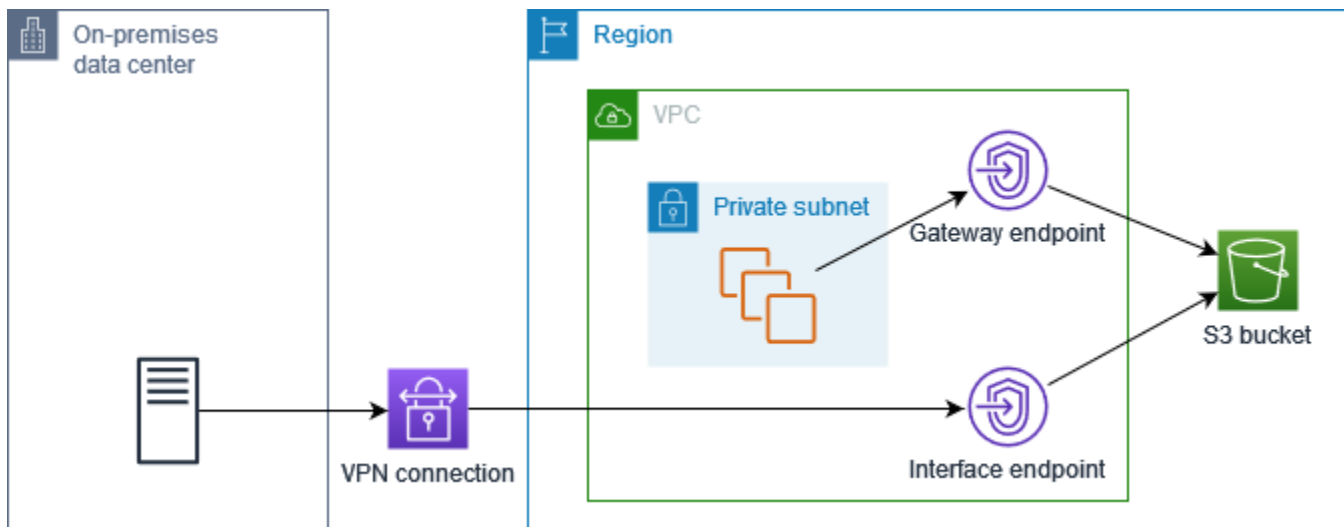 On-premises
data center
Region
VPC
Private subnet
Gateway endpoint
S3 bucket
VPN connection
Interface endpoint